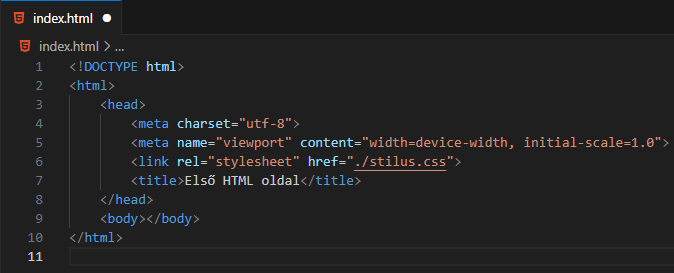 index.html
index.html > ...
1 <!DOCTYPE html>
2 <html>
3 <head>
4 <meta charset="utf-8">
5 <meta name="viewport" content="width=device-width, initial-scale=1.0">
6 <link rel="stylesheet" href="./stilus.css">
7 <title>Első HTML oldal</title>
8 </head>
9 <body></body>
10 </html>
11